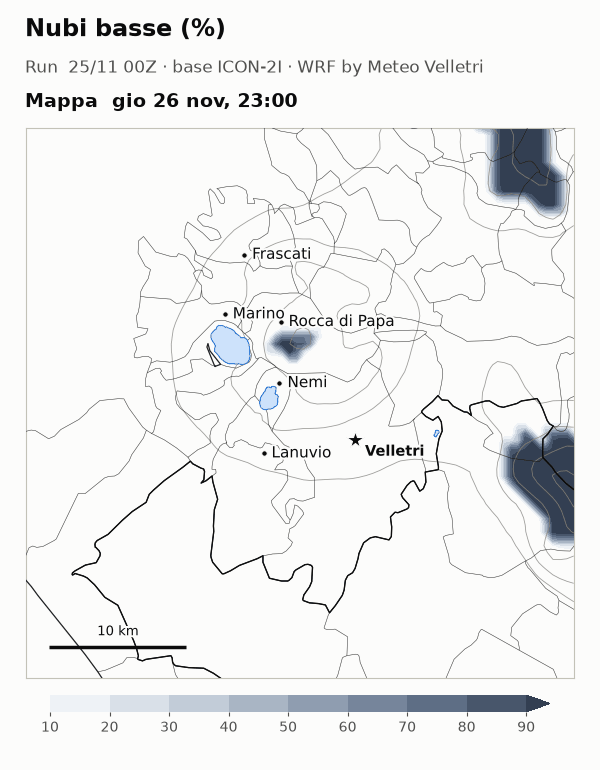 Nubi basse (%)
Run  25/11 00Z · base ICON-2I · WRF by Meteo Velletri
Mappa  gio 26 nov, 23:00
Frascati
Marino
Rocca di Papa
Nemi
Velletri
Lanuvio
10 km
10 20 30 40 50 60 70 80 90